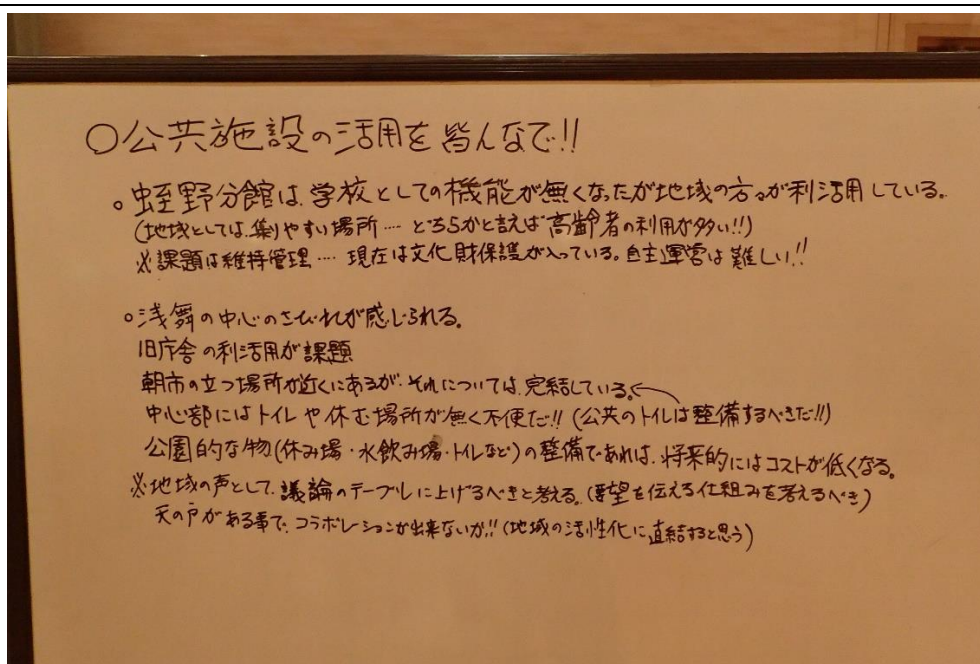 ○公共施設の活用を皆んなで!!
。蛭野分館は、学校としての機能が無くなったが地域の方々が利活用している。
(地域としては、集りやすい場所‥‥どちらかと言えば高齢者の利用が多い!!)
※課題は維持管理‥‥現在は文化財保護が入っている。自主運営は難しい!!
。浅舞の中心のさびれが感じられる。
旧庁舎の利活用が課題
朝市の立つ場所が近くにあるが、それについては、完結している。←
中心部にはトイレや休む場所が無く不便だ!!(公共のトイレは整備するべきだ!!)
公園的な物(休み場・水飲み場・トイレなど)の整備であれば、将来的にはコストが低くなる。
※地域の声として、議論のテーブルに上げるべきと考える。(要望を伝える仕組みを考えるべき)
天の戸がある事で、コラボレーションが出来ないか!!(地域の活性化に直結すると思う)